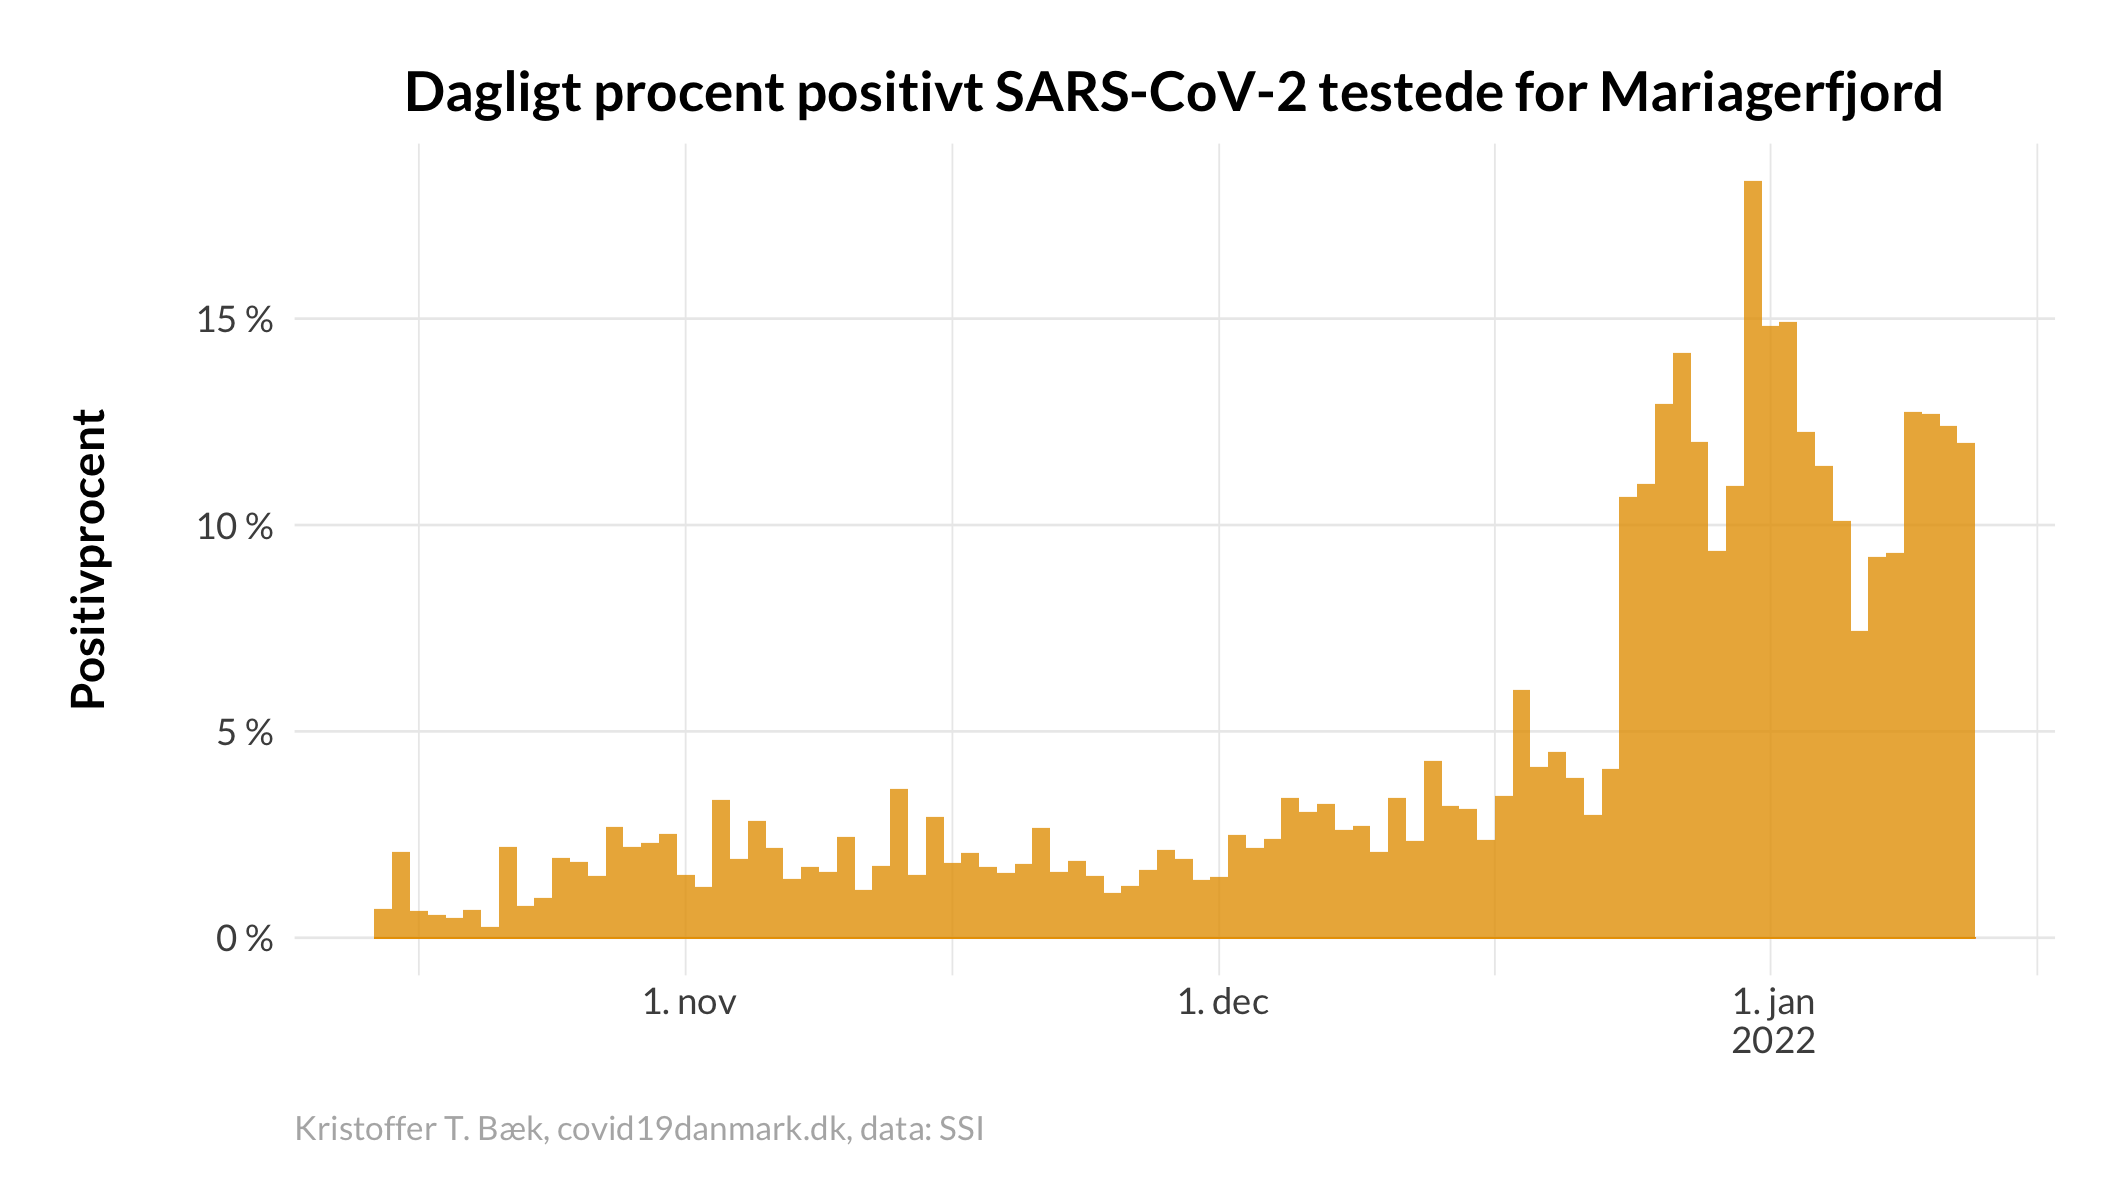 Dagligt procent positivt SARS-CoV-2 testede for Mariagerfjord
Positivprocent
15 %
10 %
5 %
0 %
1. nov
1. dec
1. jan
2022
Kristoffer T. Bæk, covid19danmark.dk, data: SSI